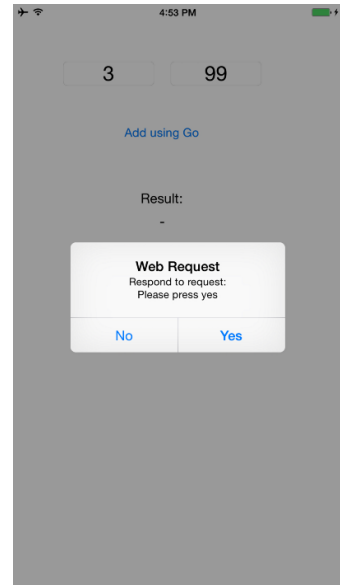 4:53 PM
3 99
Add using Go
Result:
-
Web Request
Respond to request:
Please press yes
No Yes